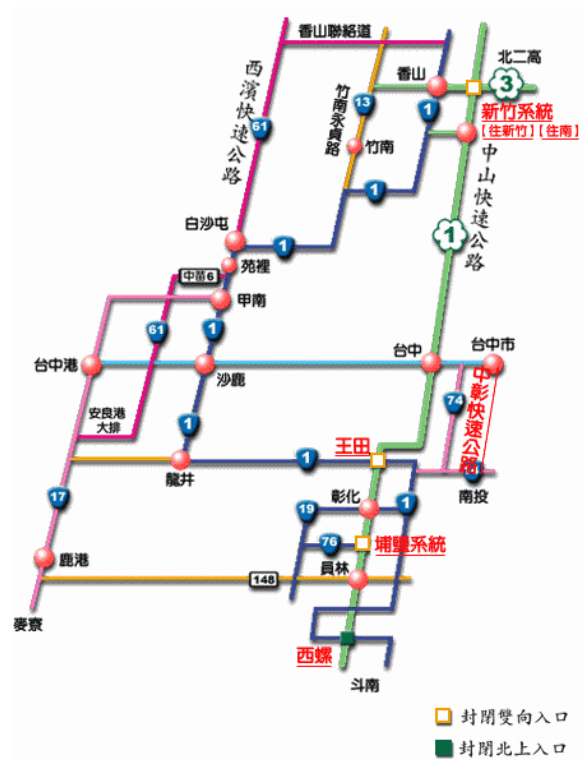 香山聯絡道
北二高
西濱快速公路
香山
3
竹南永貞路
13
1
新竹系統
【往新竹】【往南】
61
竹南
中山快速公路
1
白沙屯
1
1
苑裡
中苗6
甲南
61
1
台中
台中市
台中港
沙鹿
中彰快速公路
74
安良港
大排
1
王田
1
龍井
南投
17
彰化
19
1
76
埔鹽系統
鹿港
員林
148
麥寮
西螺
斗南
封閉雙向入口
封閉北上入口